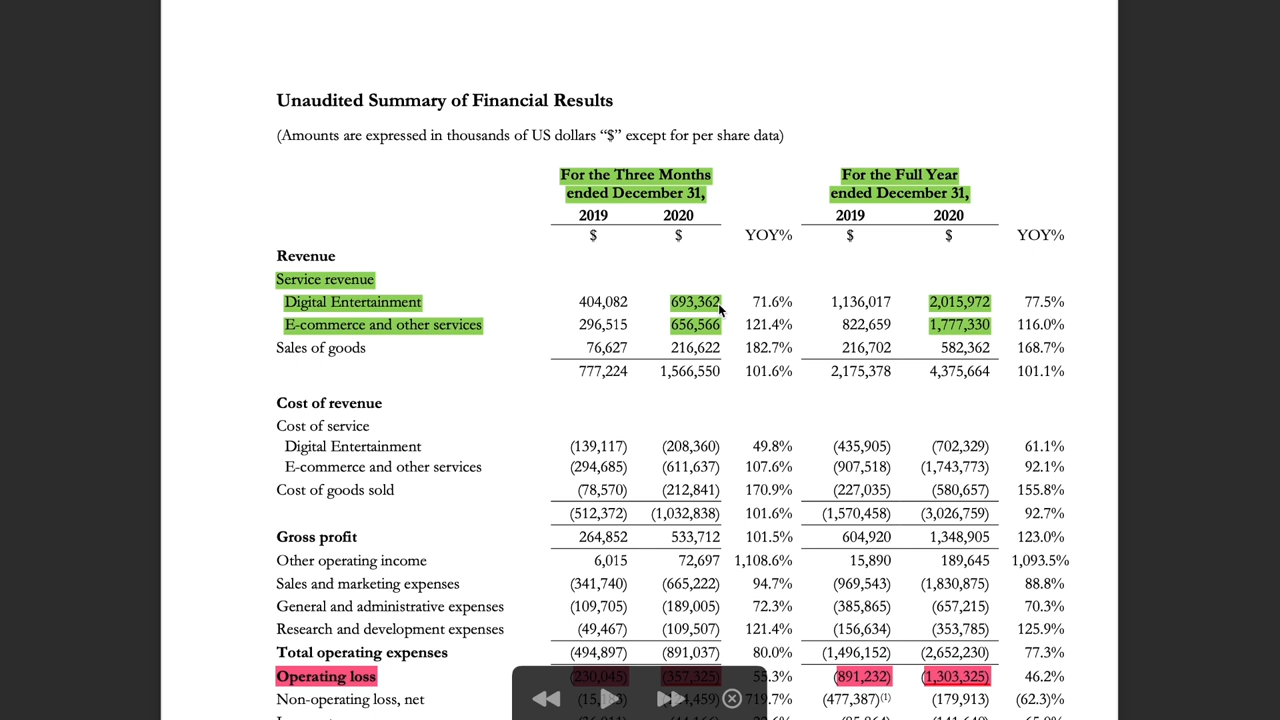 Unaudited Summary of Financial Results
(Amounts are expressed in thousands of US dollars “$” except for per share data)
For the Three Months For the Full Year
ended December 31, ended December 31,
2019 2020 2019 2020
$ $ YOY% $ $ YOY%
Revenue
Service revenue
Digital Entertainment 404,082 693,362 71.6% 1,136,017 2,015,972 77.5%
E-commerce and other services 296,515 656,566 121.4% 822,659 1,777,330 116.0%
Sales of goods 76,627 216,622 182.7% 216,702 582,362 168.7%
777,224 1,566,550 101.6% 2,175,378 4,375,664 101.1%
Cost of revenue
Cost of service
Digital Entertainment (139,117) (208,360) 49.8% (435,905) (702,329) 61.1%
E-commerce and other services (294,685) (611,637) 107.6% (907,518) (1,743,773) 92.1%
Cost of goods sold (78,570) (212,841) 170.9% (227,035) (580,657) 155.8%
(512,372) (1,032,838) 101.6% (1,570,458) (3,026,759) 92.7%
Gross profit 264,852 533,712 101.5% 604,920 1,348,905 123.0%
Other operating income 6,015 72,697 1,108.6% 15,890 189,645 1,093.5%
Sales and marketing expenses (341,740) (665,222) 94.7% (969,543) (1,830,875) 88.8%
General and administrative expenses (109,705) (189,005) 72.3% (385,865) (657,215) 70.3%
Research and development expenses (49,467) (109,507) 121.4% (156,634) (353,785) 125.9%
Total operating expenses (494,897) (891,037) 80.0% (1,496,152) (2,652,230) 77.3%
Operating loss (230,045) (357,325) 55.3% (891,232) (1,303,325) 46.2%
Non-operating loss, net (477,387)(1) (179,913) (62.3)%